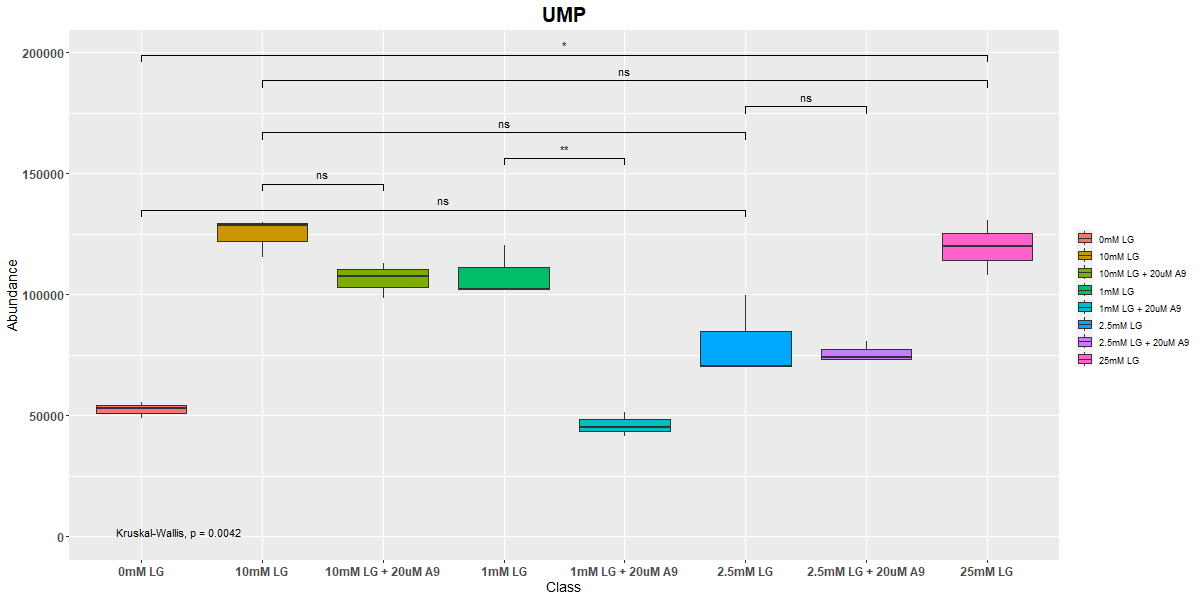 UMP
200000
150000
100000
50000
0
Abundance
*
ns
ns
ns
**
ns
ns
Kruskal-Wallis, p = 0.0042
0mM LG
10mM LG
10mM LG + 20uM A9
1mM LG
1mM LG + 20uM A9
2.5mM LG
2.5mM LG + 20uM A9
25mM LG
Class
0mM LG
10mM LG
10mM LG + 20uM A9
1mM LG
1mM LG + 20uM A9
2.5mM LG
2.5mM LG + 20uM A9
25mM LG